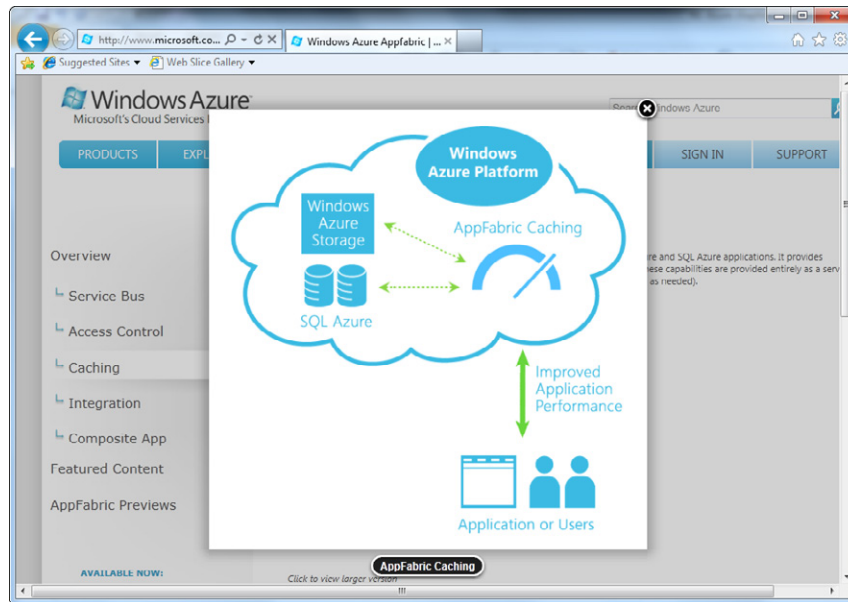 http://www.microsoft.co...
Windows Azure Appfabric | ...
Suggested Sites
Web Slice Gallery
Windows Azure
Microsoft's Cloud Services
Windows Azure
PRODUCTS
SIGN IN
SUPPORT
Overview
Service Bus
Access Control
Caching
Integration
Composite App
Featured Content
AppFabric Previews
AVAILABLE NOW:
re and SQL Azure applications. It provides
ese capabilities are provided entirely as a serv
as needed).
Windows
Azure Platform
Windows
Azure
Storage
AppFabric Caching
SQL Azure
Improved
Application
Performance
Application or Users
AppFabric Caching
Click to view larger version